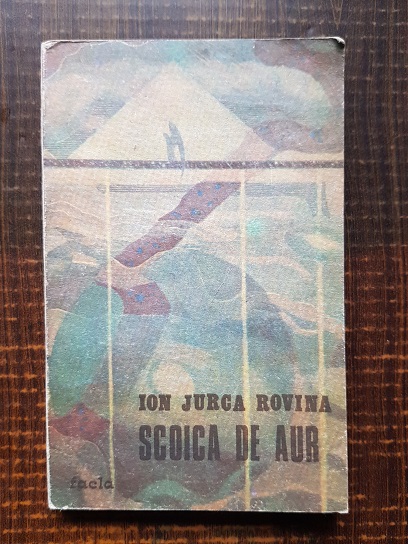 ION JURCA ROVINA
SCOICA DE AUR
facla